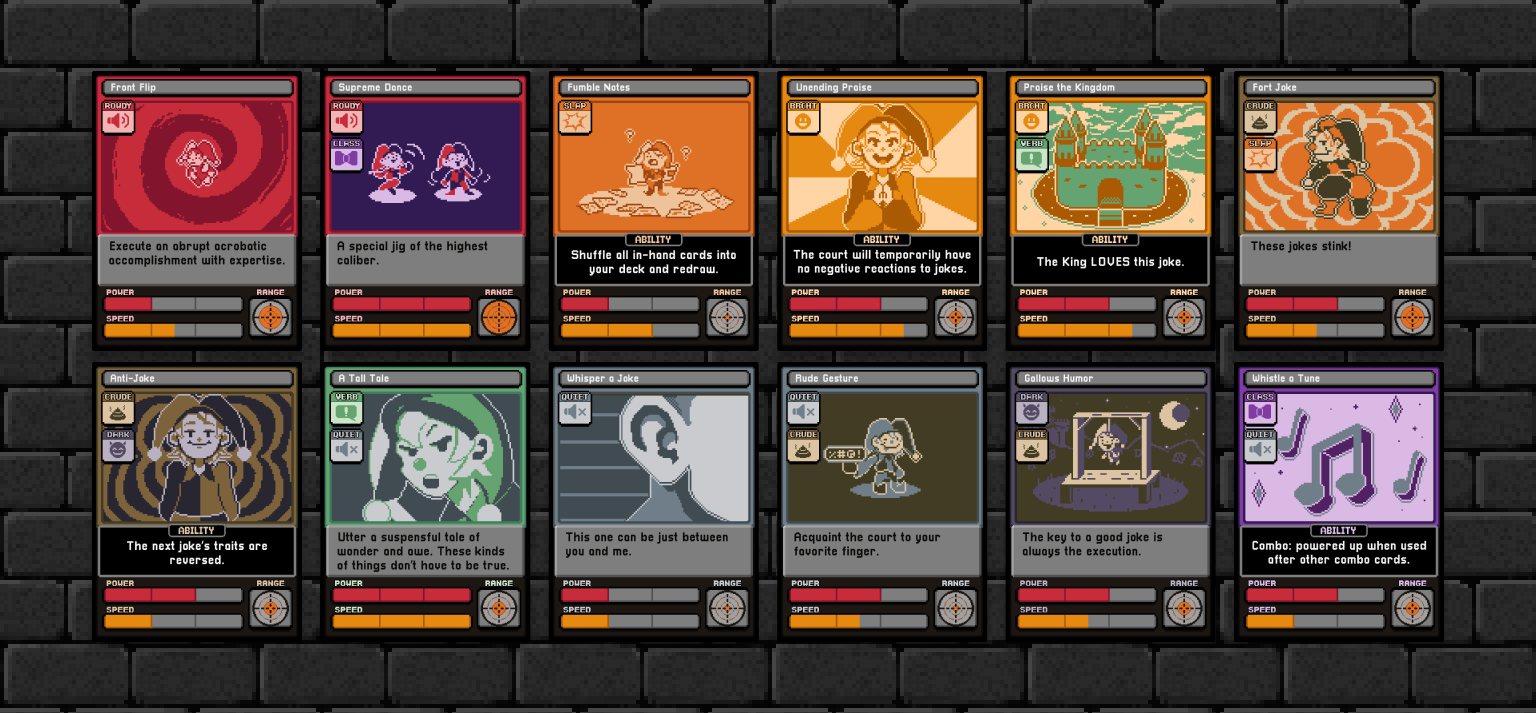 Front Flip
ROWDY
Execute an abrupt acrobatic
accomplishment with expertise.
POWER
RANGE
SPEED
Supreme Dance
ROWDY
CLASS
A special jig of the highest
caliber.
POWER
RANGE
SPEED
Fumble Notes
SLAP
ABILITY
Shuffle all in-hand cards into
your deck and redraw.
POWER
RANGE
SPEED
Unending Praise
BRGHT
ABILITY
The court will temporarily have
no negative reactions to jokes.
POWER
RANGE
SPEED
Praise the Kingdom
BRGHT
VERB
ABILITY
The King LOVES this joke.
POWER
RANGE
SPEED
Fart Joke
CRUDE
SLAP
These jokes stink!
POWER
RANGE
SPEED
Anti-Joke
CRUDE
DARK
ABILITY
The next joke's traits are
reversed.
POWER
RANGE
SPEED
A Tall Tale
VERB
QUIET
Utter a suspensful tale of
wonder and awe. These kinds
of things don't have to be true.
POWER
RANGE
SPEED
Whisper a Joke
QUIET
This one can be just between
you and me.
POWER
RANGE
SPEED
Rude Gesture
QUIET
CRUDE
%#@!
Acquaint the court to your
favorite finger.
POWER
RANGE
SPEED
Gallows Humor
DARK
CRUDE
The key to a good joke is
always the execution.
POWER
RANGE
SPEED
Whistle a Tune
CLASS
QUIET
ABILITY
Combo: powered up when used
after other combo cards.
POWER
RANGE
SPEED